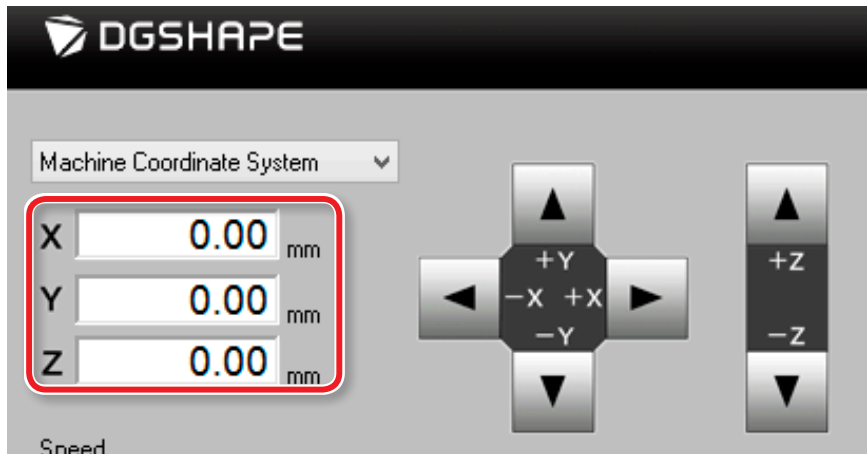 DGSHAPE
Machine Coordinate System
X 0.00 mm
Y 0.00 mm
Z 0.00 mm
+Y
-X +X
-Y
+Z
-Z
Speed